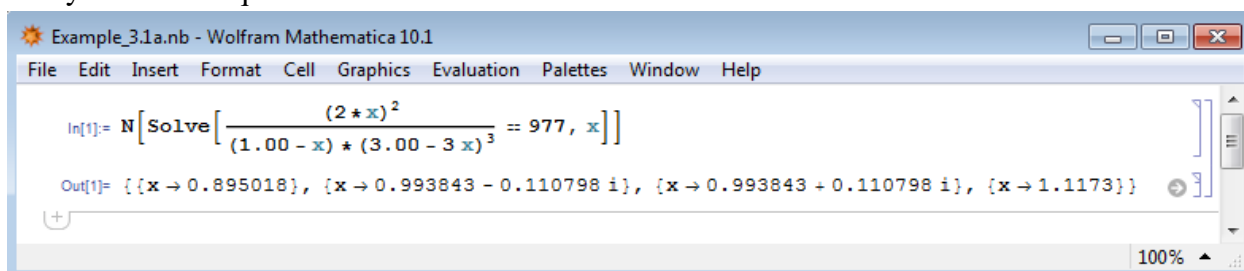 Example_3.1a.nb - Wolfram Mathematica 10.1
File Edit Insert Format Cell Graphics Evaluation Palettes Window Help
In[1]:= N[Solve[(2 * x)^2 / ((1.00 - x) * (3.00 - 3 x)^3) == 977, x]]
Out[1]= {{x → 0.895018}, {x → 0.993843 - 0.110798 i}, {x → 0.993843 + 0.110798 i}, {x → 1.1173}}
100%